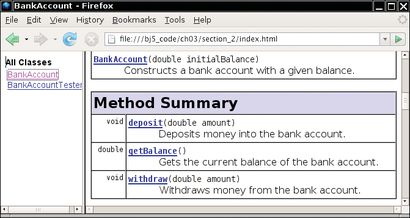 BankAccount - Firefox
File Edit View History Bookmarks Tools Help
file:///bj5_code/ch03/section_2/index.html
All Classes
BankAccount
BankAccountTester
BankAccount(double initialBalance)
Constructs a bank account with a given balance.
Method Summary
void deposit(double amount)
Deposits money into the bank account.
double getBalance()
Gets the current balance of the bank account.
void withdraw(double amount)
Withdraws money from the bank account.